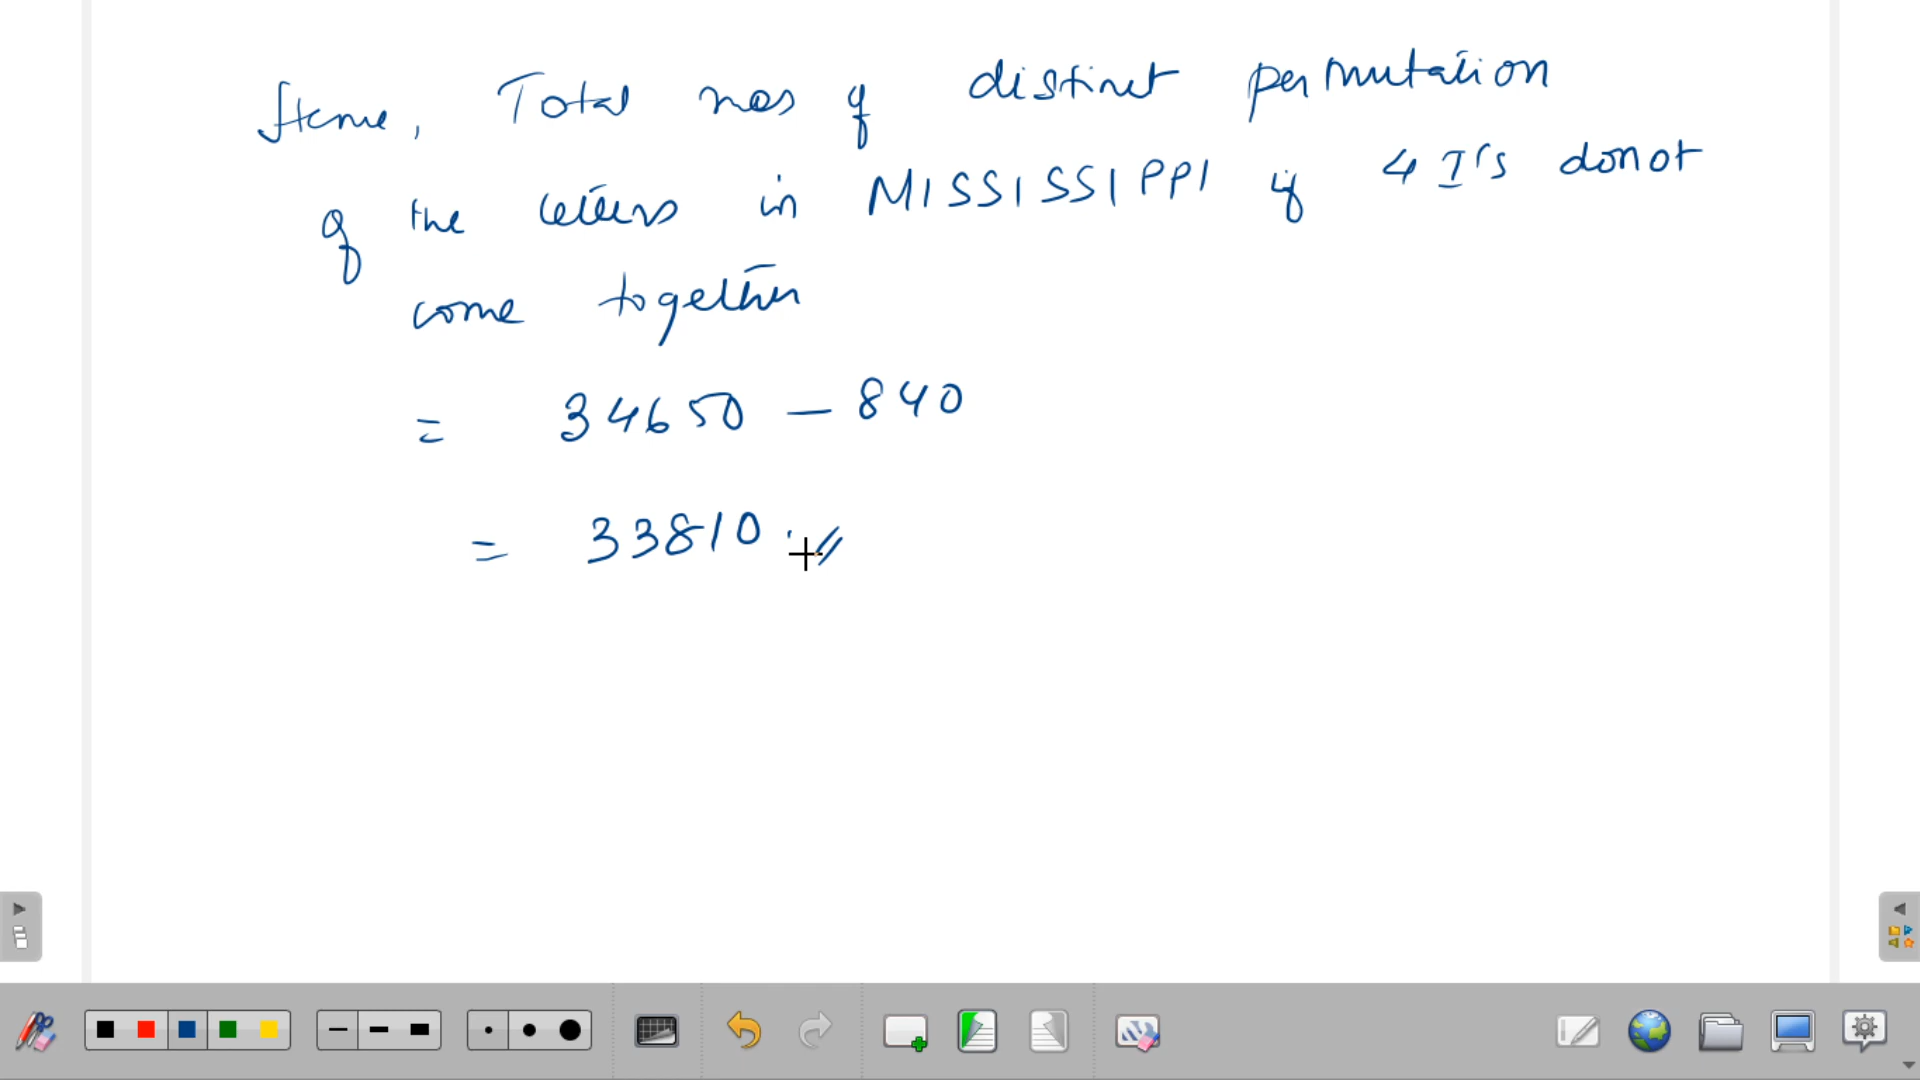 Hence, Total nos of distinct permutation
of the letters in MISSISSIPPI if 4 I's donot
come together
= 34650 - 840
= 33810.